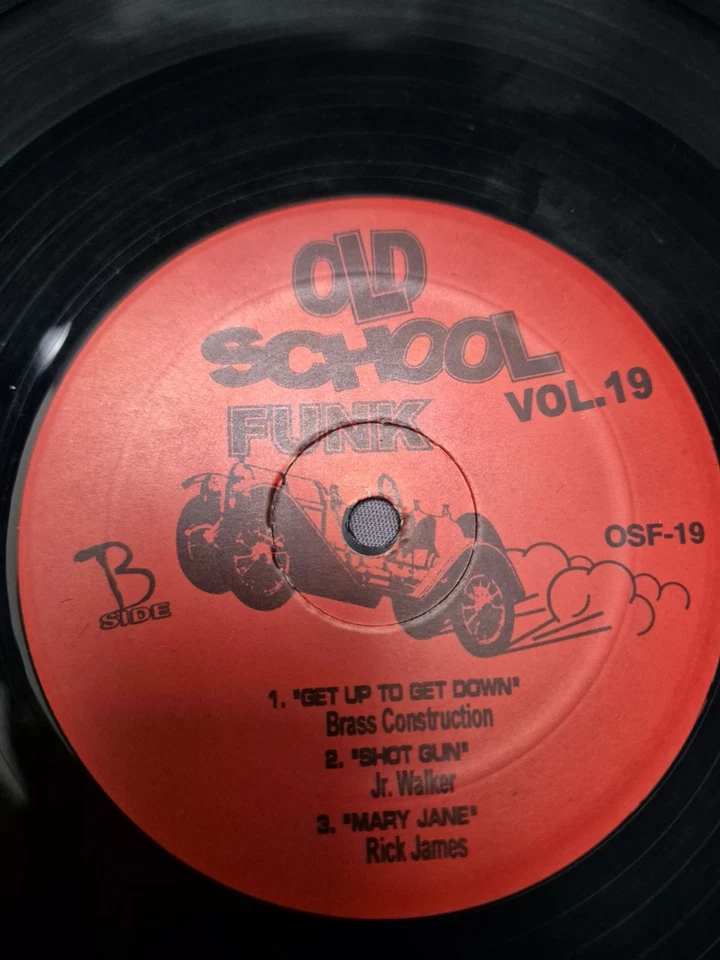 OLD
SCHOOL
FUNK
VOL.19
OSF-19
B
SIDE
1. "GET UP TO GET DOWN"
Brass Construction
2. "SHOT GUN"
Jr. Walker
3. "MARY JANE"
Rick James